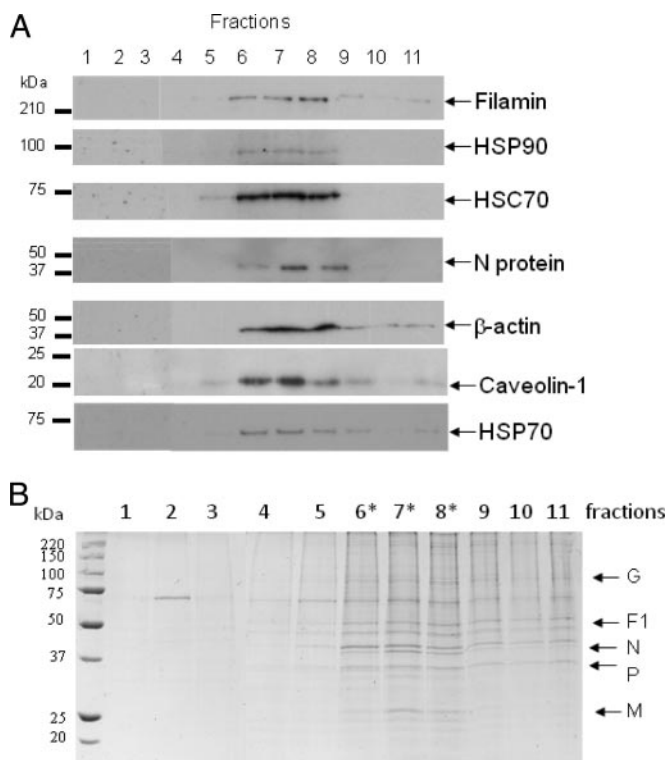 A
Fractions
1 2 3 4 5 6 7 8 9 10 11
kDa
210
Filamin
100
HSP90
75
HSC70
50
37
N protein
50
37
β-actin
25
20
Caveolin-1
75
HSP70
B
kDa 1 2 3 4 5 6* 7* 8* 9 10 11 fractions
220
150
100
75
50
37
25
20
G
F1
N
P
M